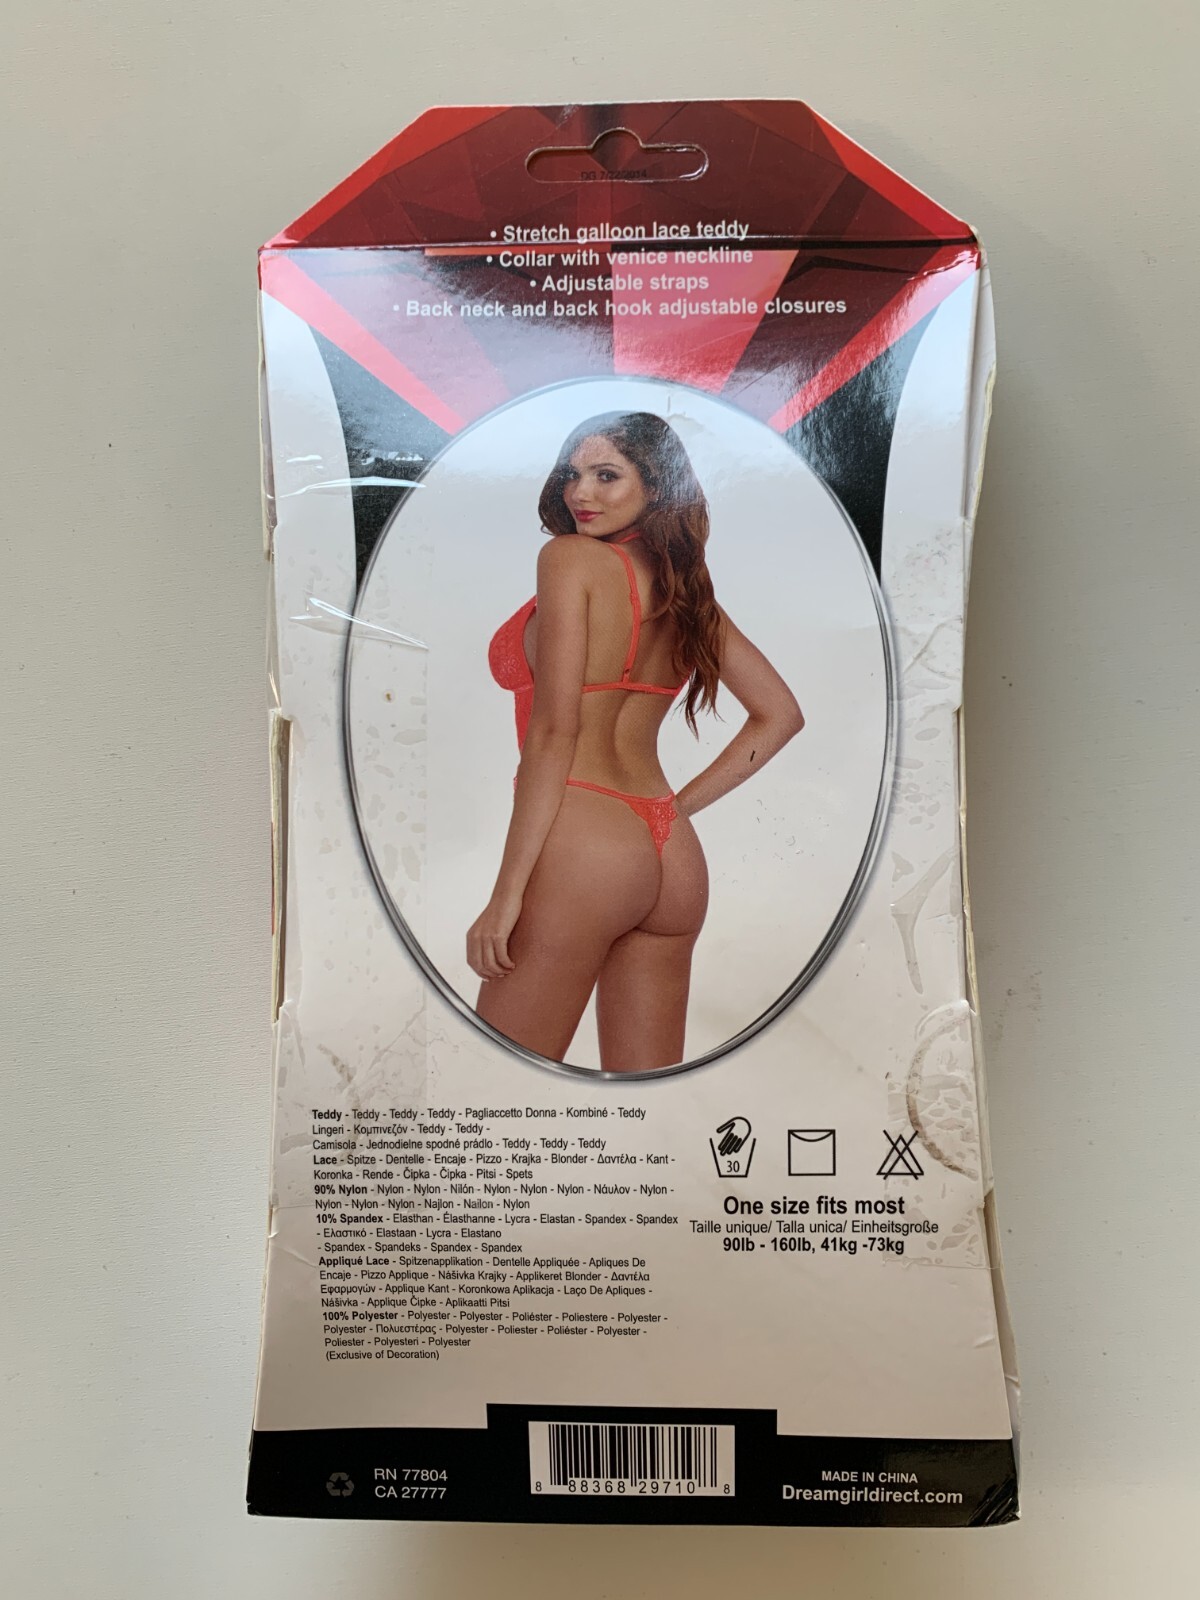 DG 7/22/2014
• Stretch galloon lace teddy
• Collar with venice neckline
• Adjustable straps
• Back neck and back hook adjustable closures
Teddy - Teddy - Teddy - Teddy - Pagliaccetto Donna - Kombiné - Teddy
Lingeri - Κομπινεζόν - Teddy - Teddy -
Camisola - Jednodielne spodné prádlo - Teddy - Teddy - Teddy
Lace - Spitze - Dentelle - Encaje - Pizzo - Krajka - Blonder - Δαντέλα - Kant -
Koronka - Rende - Čipka - Čipka - Pitsi - Spets
90% Nylon - Nylon - Nylon - Nilón - Nylon - Nylon - Nylon - Νάυλον - Nylon -
Nylon - Nylon - Nylon - Najlon - Nailon - Nylon
10% Spandex - Elasthan - Élasthanne - Lycra - Elastan - Spandex - Spandex
- Ελαστικό - Elastaan - Lycra - Elastano
- Spandex - Spandeks - Spandex - Spandex
Appliqué Lace - Spitzenapplikation - Dentelle Appliquée - Apliques De
Encaje - Pizzo Applique - Nášivka Krajky - Applikeret Blonder - Δαντέλα
Εφαρμογών - Applique Kant - Koronkowa Aplikacja - Laço De Apliques -
Nášivka - Applique Čipke - Aplikaatti Pitsi
100% Polyester - Polyester - Polyester - Poliéster - Poliestere - Polyester -
Polyester - Πολυεστέρας - Polyester - Poliester - Poliéster - Polyester -
Poliester - Polyesteri - Polyester
(Exclusive of Decoration)
30
One size fits most
Taille unique/ Talla unica/ Einheitsgroße
90lb - 160lb, 41kg -73kg
RN 77804
CA 27777
8 88368 29710 8
MADE IN CHINA
Dreamgirldirect.com